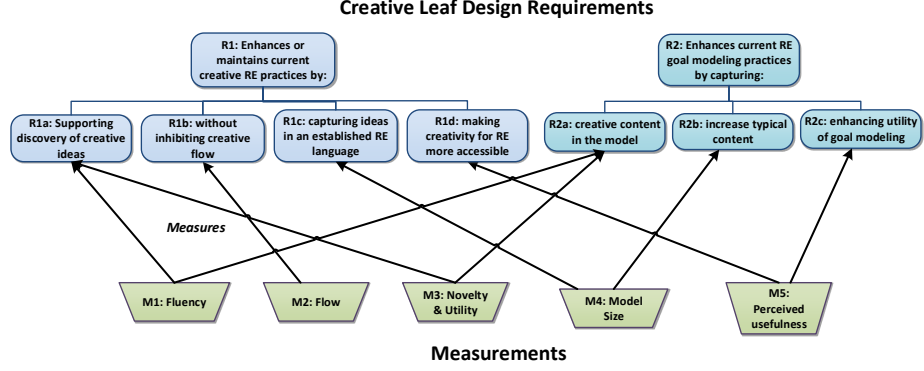 Creative Leaf Design Requirements
R1: Enhances or
maintains current
creative RE practices by:
R2: Enhances current RE
goal modeling practices
by capturing:
R1a: Supporting
discovery of creative
ideas
R1b: without
inhibiting creative
flow
R1c: capturing ideas
in an established RE
language
R1d: making
creativity for RE
more accessible
R2a: creative content
in the model
R2b: increase typical
content
R2c: enhancing utility
of goal modeling
Measures
M1: Fluency
M2: Flow
M3: Novelty
& Utility
M4: Model
Size
M5:
Perceived
usefulness
Measurements